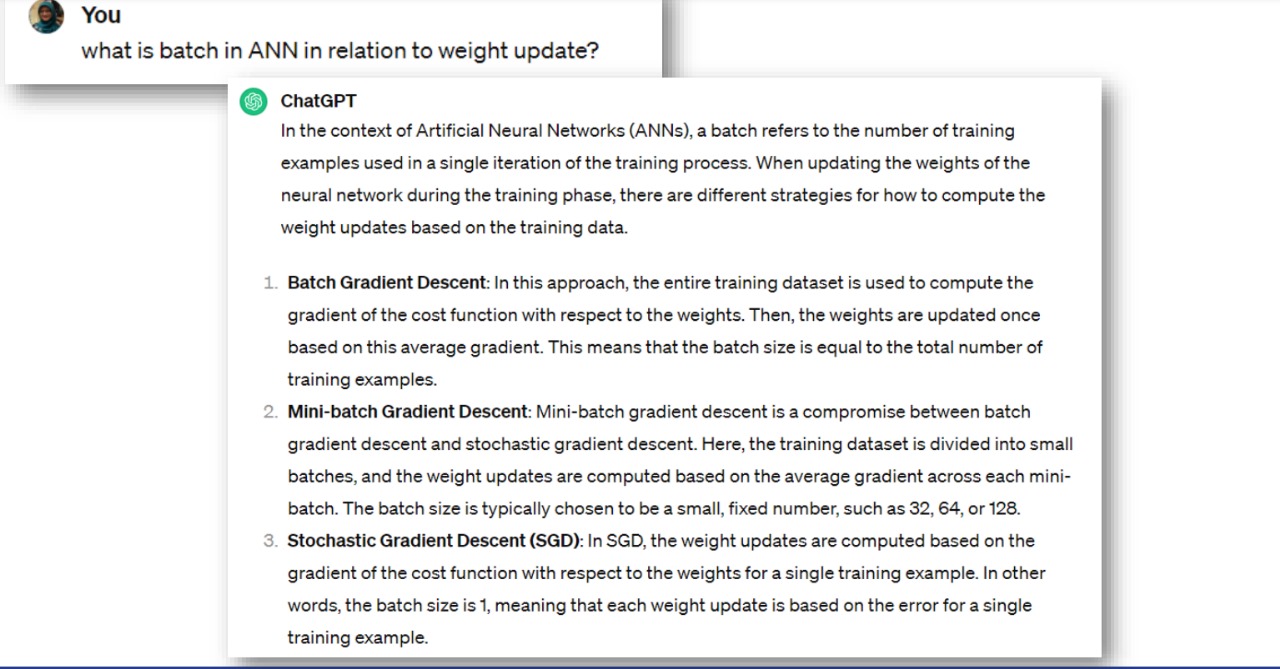 You
what is batch in ANN in relation to weight update?
ChatGPT
In the context of Artificial Neural Networks (ANNs), a batch refers to the number of training
examples used in a single iteration of the training process. When updating the weights of the
neural network during the training phase, there are different strategies for how to compute the
weight updates based on the training data.
1. Batch Gradient Descent: In this approach, the entire training dataset is used to compute the
gradient of the cost function with respect to the weights. Then, the weights are updated once
based on this average gradient. This means that the batch size is equal to the total number of
training examples.
2. Mini-batch Gradient Descent: Mini-batch gradient descent is a compromise between batch
gradient descent and stochastic gradient descent. Here, the training dataset is divided into small
batches, and the weight updates are computed based on the average gradient across each mini-
batch. The batch size is typically chosen to be a small, fixed number, such as 32, 64, or 128.
3. Stochastic Gradient Descent (SGD): In SGD, the weight updates are computed based on the
gradient of the cost function with respect to the weights for a single training example. In other
words, the batch size is 1, meaning that each weight update is based on the error for a single
training example.